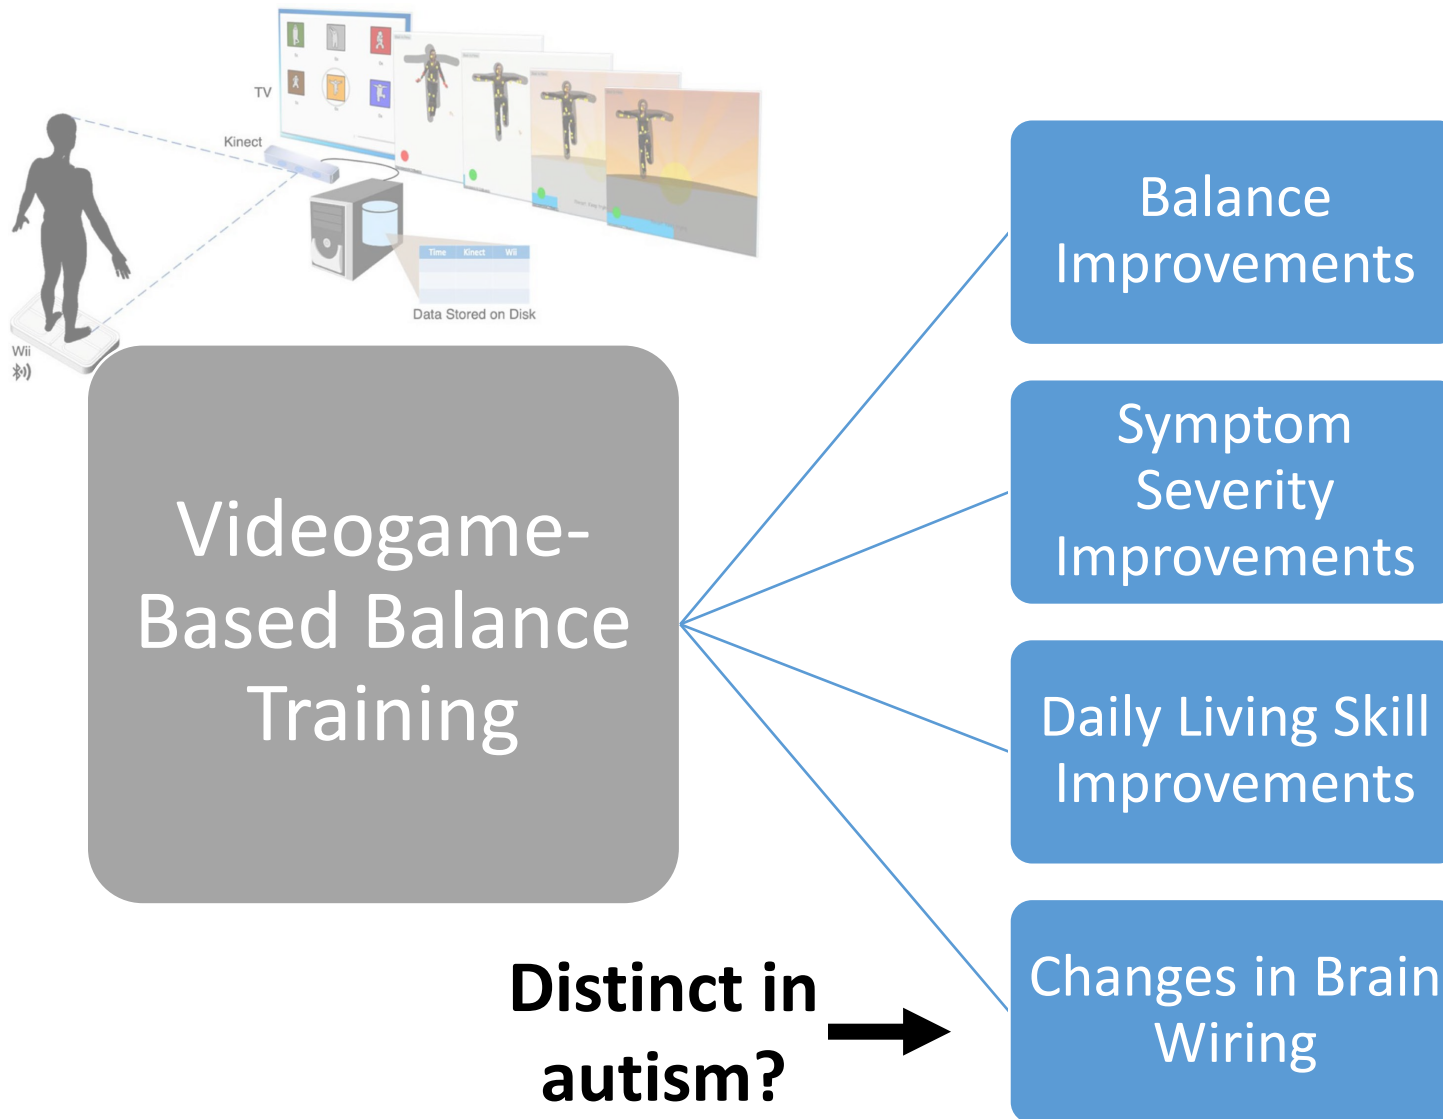 TV
Kinect
Wii
Time Kinect Wii
Data Stored on Disk
Videogame-
Based Balance
Training
Balance
Improvements
Symptom
Severity
Improvements
Daily Living Skill
Improvements
Changes in Brain
Wiring
Distinct in
autism?